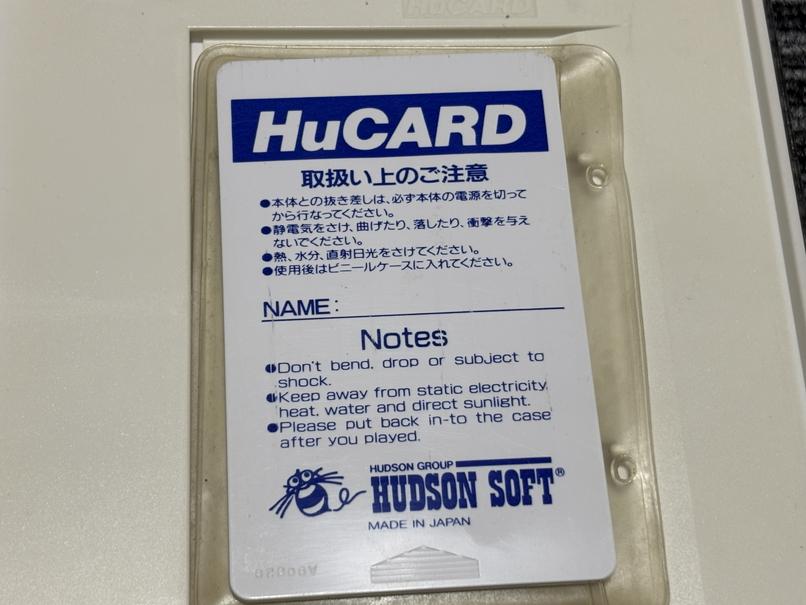 HuCARD
HuCARD
取扱い上のご注意
●本体との抜き差しは、必ず本体の電源を切って
から行なってください。
●静電気をさけ、曲げたり、落したり、衝撃を与え
ないでください。
●熱、水分、直射日光をさけてください。
●使用後はビニールケースに入れてください。
NAME:
Notes
●Don't bend, drop or subject to
shock.
●Keep away from static electricity,
heat, water and direct sunlight.
●Please put back in-to the case
after you played.
HUDSON GROUP
HUDSON SOFT®
MADE IN JAPAN